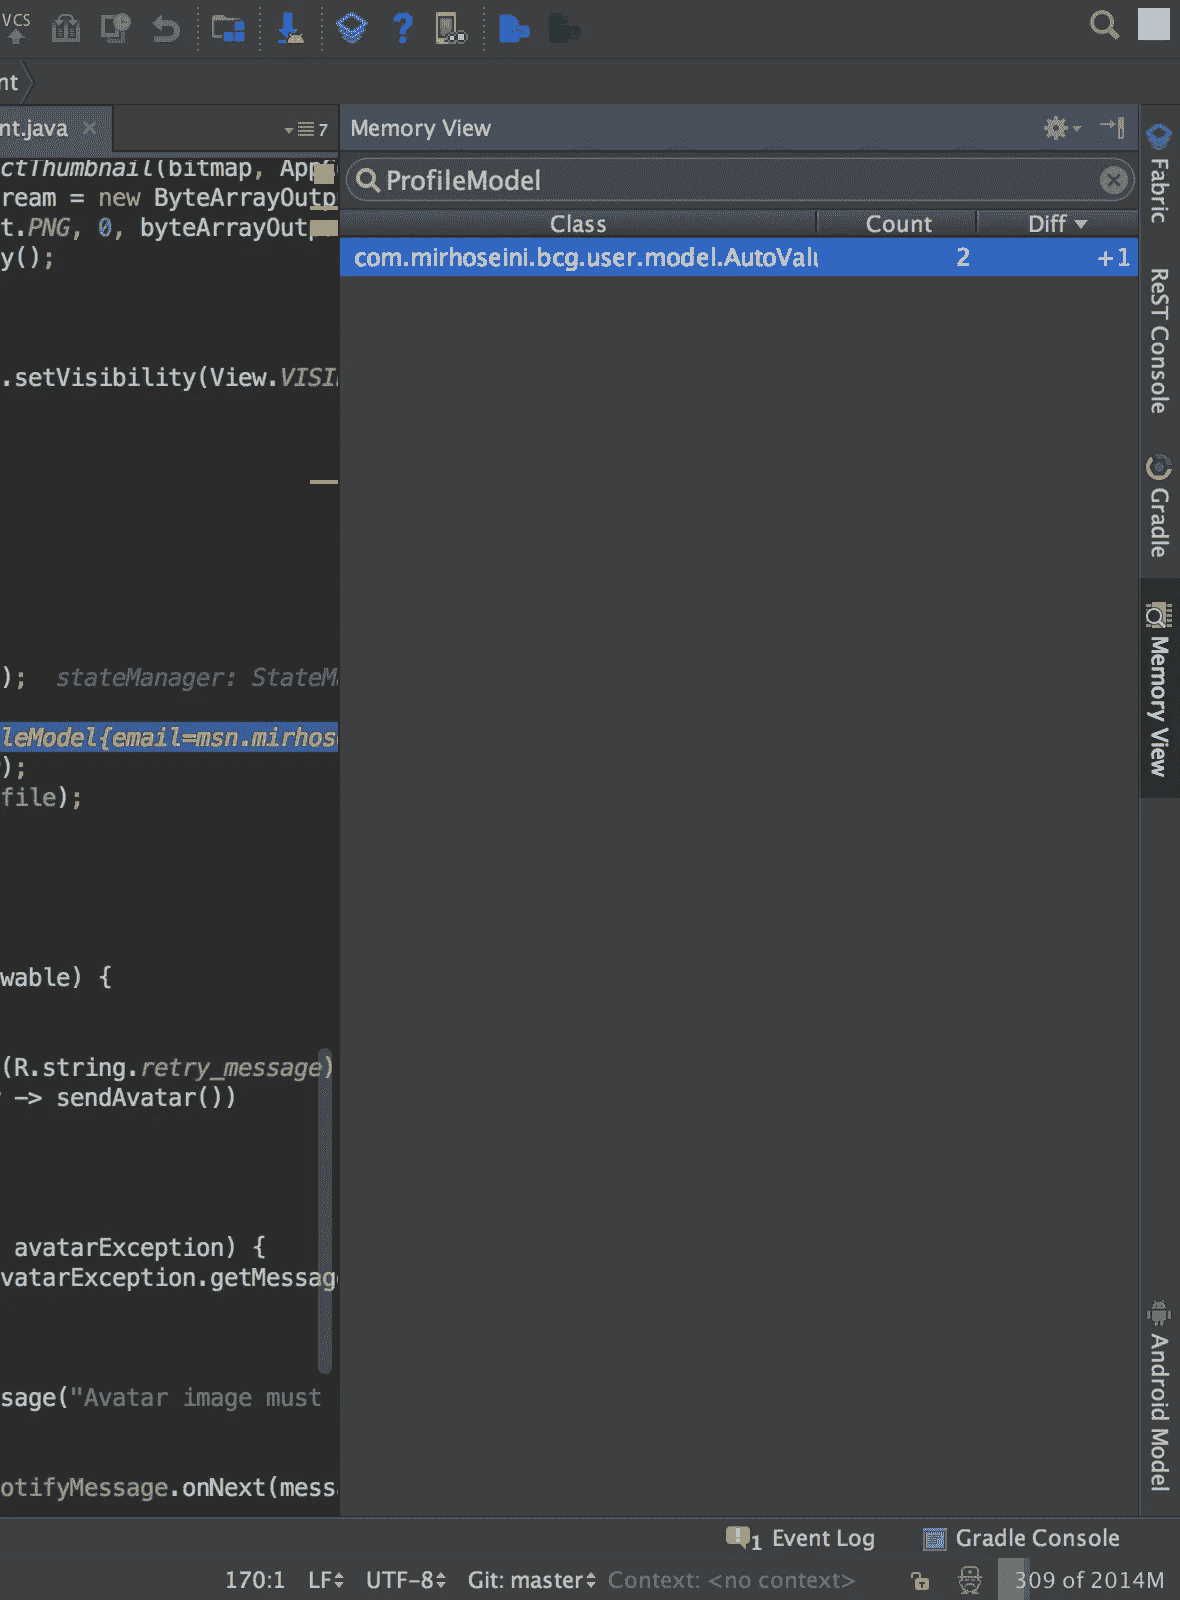 VCS
nt
nt.java
7
Memory View
ctThumbnail(bitmap, App
ream = new ByteArrayOutp
t.PNG, 0, byteArrayOutp
y();
.setVisibility(View.VISI
); stateManager: StateM
leModel{email=msn.mirhos
);
file);
wable) {
(R.string.retry_message)
-> sendAvatar())
avatarException) {
vatarException.getMessag
sage("Avatar image must
otifyMessage.onNext(mess
ProfileModel
Class Count Diff
com.mirhoseini.bcg.user.model.AutoValu 2 +1
Fabric
ReST Console
Gradle
Memory View
Android Model
1 Event Log Gradle Console
170:1 LF UTF-8 Git: master Context: <no context> 309 of 2014M